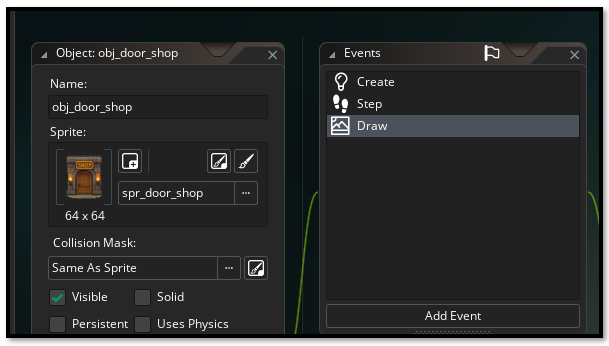 Object: obj_door_shop
Name:
obj_door_shop
Sprite:
SHOP
spr_door_shop
...
64 x 64
Collision Mask:
Same As Sprite
...
Visible
Solid
Persistent
Uses Physics
Events
Create
Step
Draw
Add Event